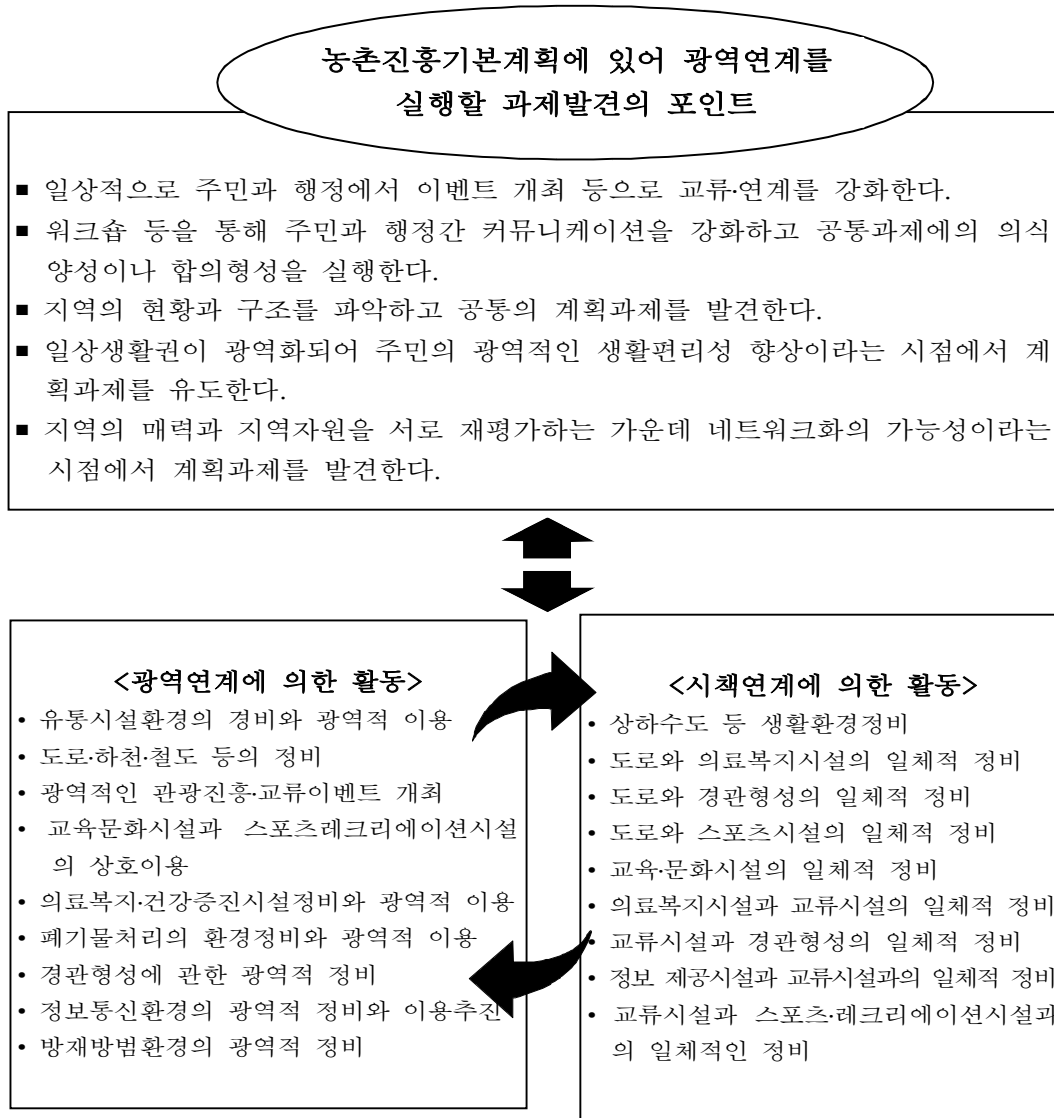 농촌진흥기본계획에 있어 광역연계를
실행할 과제발견의 포인트
■ 일상적으로 주민과 행정에서 이벤트 개최 등으로 교류·연계를 강화한다.
■ 워크숍 등을 통해 주민과 행정간 커뮤니케이션을 강화하고 공통과제에의 의식
양성이나 합의형성을 실행한다.
■ 지역의 현황과 구조를 파악하고 공통의 계획과제를 발견한다.
■ 일상생활권이 광역화되어 주민의 광역적인 생활편리성 향상이라는 시점에서 계
획과제를 유도한다.
■ 지역의 매력과 지역자원을 서로 재평가하는 가운데 네트워크화의 가능성이라는
시점에서 계획과제를 발견한다.
<광역연계에 의한 활동>
• 유통시설환경의 경비와 광역적 이용
• 도로·하천·철도 등의 정비
• 광역적인 관광진흥·교류이벤트 개최
• 교육문화시설과 스포츠레크리에이션시설
의 상호이용
• 의료복지·건강증진시설정비와 광역적 이용
• 폐기물처리의 환경정비와 광역적 이용
• 경관형성에 관한 광역적 정비
• 정보통신환경의 광역적 정비와 이용추진
• 방재방범환경의 광역적 정비
<시책연계에 의한 활동>
• 상하수도 등 생활환경정비
• 도로와 의료복지시설의 일체적 정비
• 도로와 경관형성의 일체적 정비
• 도로와 스포츠시설의 일체적 정비
• 교육·문화시설의 일체적 정비
• 의료복지시설과 교류시설의 일체적 정비
• 교류시설과 경관형성의 일체적 정비
• 정보 제공시설과 교류시설과의 일체적 정비
• 교류시설과 스포츠·레크리에이션시설과
의 일체적인 정비